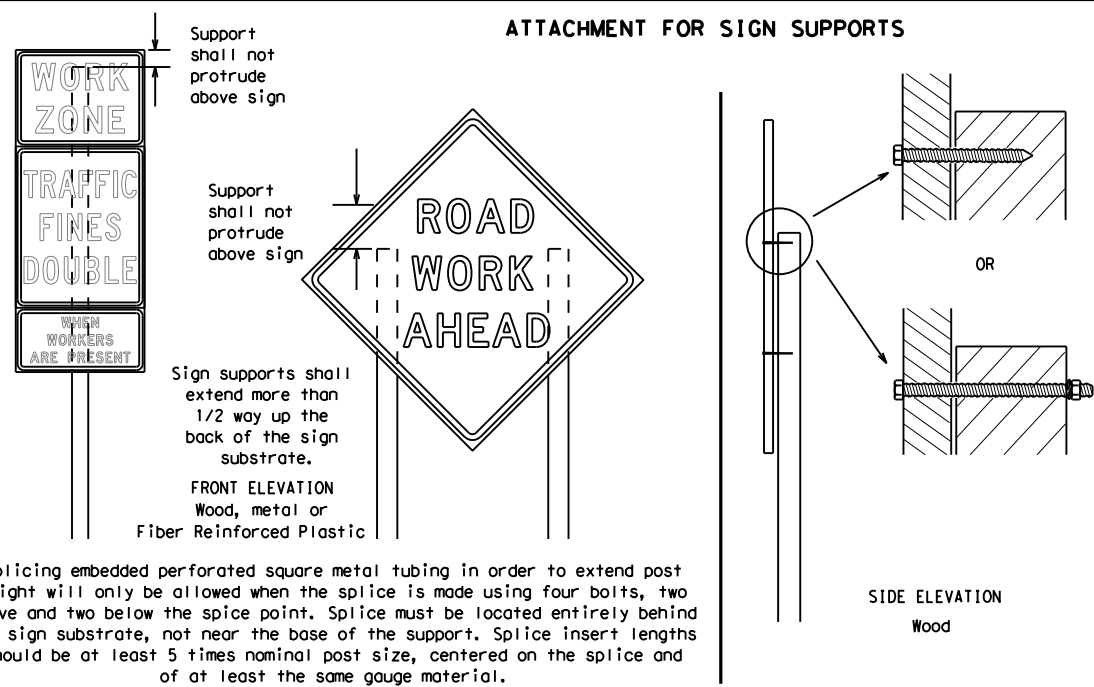 ATTACHMENT FOR SIGN SUPPORTS
Support
shall not
protrude
above sign
WORK
ZONE
TRAFFIC
FINES
DOUBLE
WHEN
WORKERS
ARE PRESENT
Support
shall not
protrude
above sign
ROAD
WORK
AHEAD
Sign supports shall
extend more than
1/2 way up the
back of the sign
substrate.
FRONT ELEVATION
Wood, metal or
Fiber Reinforced Plastic
OR
SIDE ELEVATION
Wood
plicing embedded perforated square metal tubing in order to extend post
ight will only be allowed when the splice is made using four bolts, two
ve and two below the spice point. Splice must be located entirely behind
sign substrate, not near the base of the support. Splice insert lengths
ould be at least 5 times nominal post size, centered on the splice and
of at least the same gauge material.